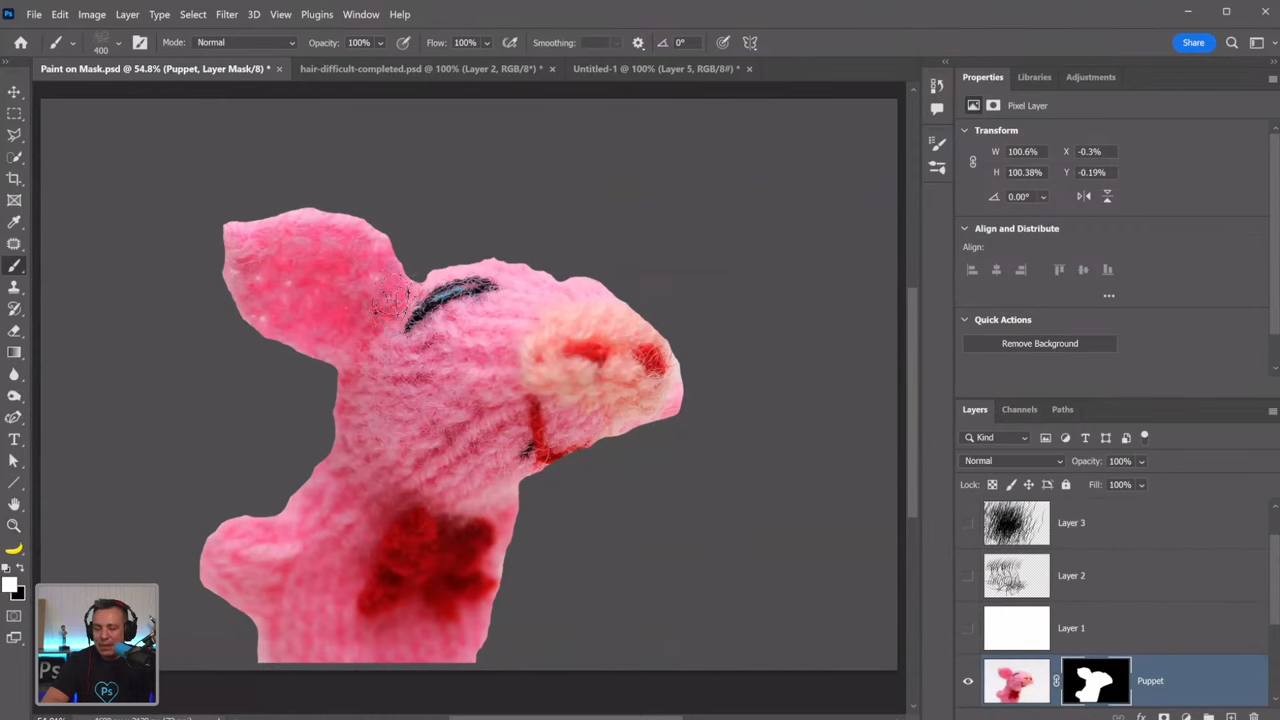 Ps File Edit Image Layer Type Select Filter 3D View Plugins Window Help
400 Mode: Normal Opacity: 100% Flow: 100% Smoothing: 0° Share
Paint on Mask.psd @ 54.8% (Puppet, Layer Mask/8) * × hair-difficult-completed.psd @ 100% (Layer 2, RGB/8*) * × Untitled-1 @ 100% (Layer 5, RGB/8#) * ×
Properties Libraries Adjustments
Pixel Layer
Transform
W 100.6% X -0.3%
H 100.38% Y -0.19%
0.00°
Align and Distribute
Align:
Quick Actions
Remove Background
Layers Channels Paths
Kind
Normal Opacity: 100%
Lock: Fill: 100%
Layer 3
Layer 2
Layer 1
Puppet
Ps
Ps